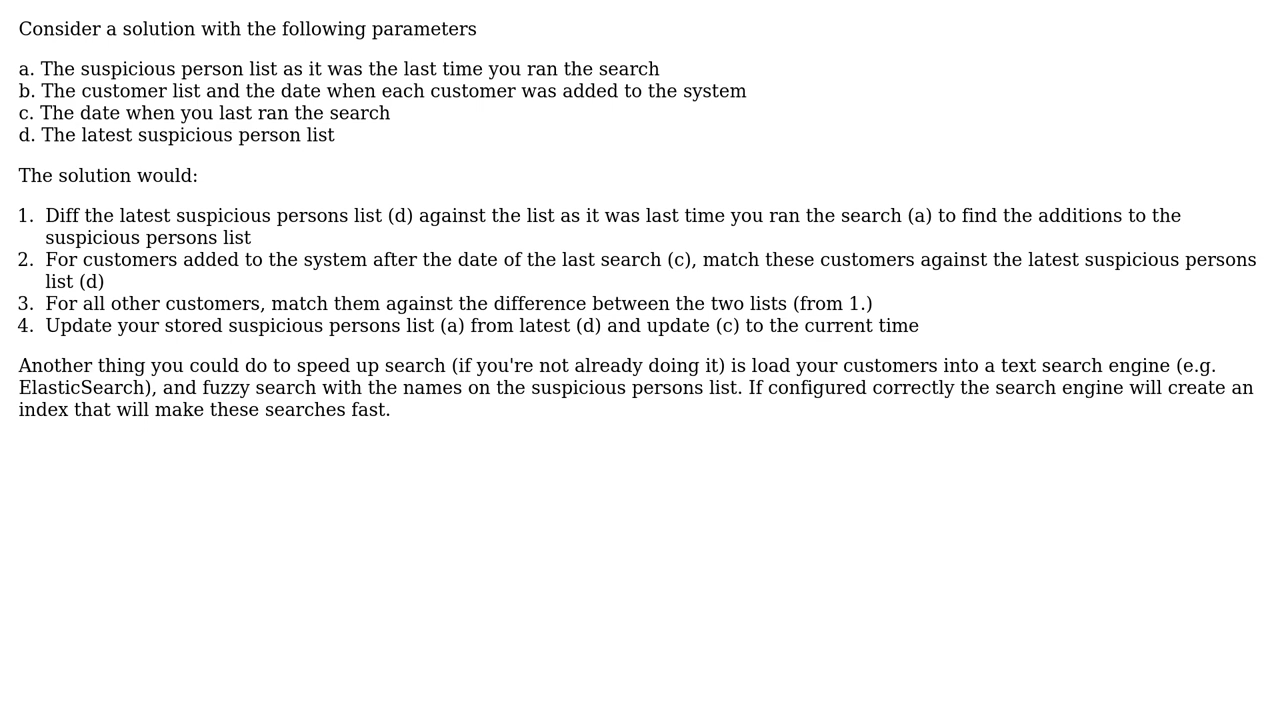 Consider a solution with the following parameters
a. The suspicious person list as it was the last time you ran the search
b. The customer list and the date when each customer was added to the system
c. The date when you last ran the search
d. The latest suspicious person list
The solution would:
1. Diff the latest suspicious persons list (d) against the list as it was last time you ran the search (a) to find the additions to the
suspicious persons list
2. For customers added to the system after the date of the last search (c), match these customers against the latest suspicious persons
list (d)
3. For all other customers, match them against the difference between the two lists (from 1.)
4. Update your stored suspicious persons list (a) from latest (d) and update (c) to the current time
Another thing you could do to speed up search (if you're not already doing it) is load your customers into a text search engine (e.g.
ElasticSearch), and fuzzy search with the names on the suspicious persons list. If configured correctly the search engine will create an
index that will make these searches fast.